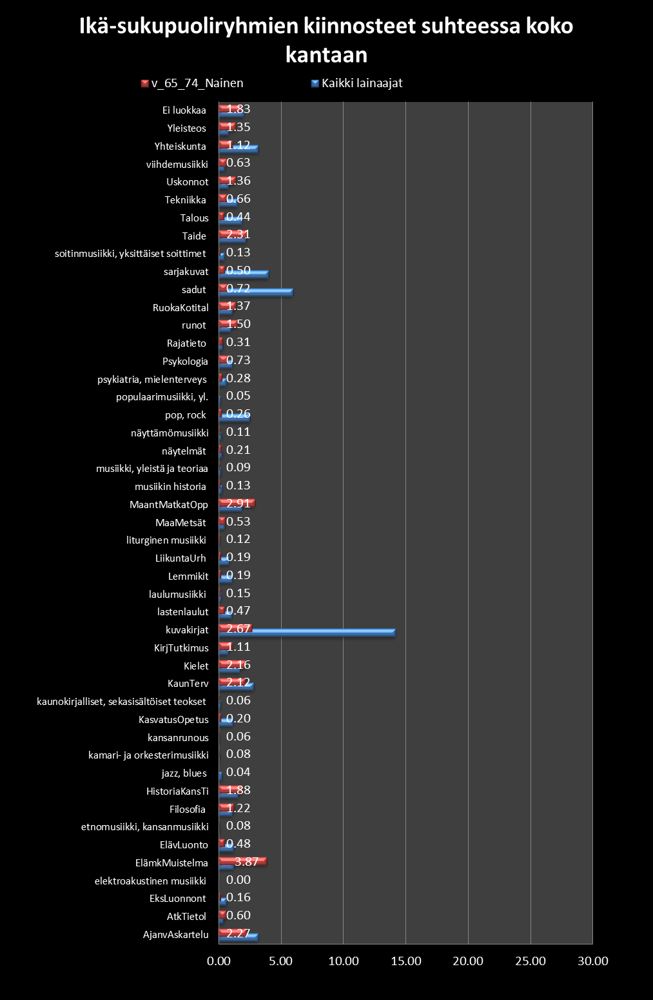 Ikä-sukupuoliryhmien kiinnosteet suhteessa koko
kantaan
v_65_74_Nainen Kaikki lainaajat
Ei luokkaa 1.83
Yleisteos 1.35
Yhteiskunta 1.12
viihdemusiikki 0.63
Uskonnot 1.36
Tekniikka 0.66
Talous 0.44
Taide 2.31
soitinmusiikki, yksittäiset soittimet 0.13
sarjakuvat 0.50
sadut 0.72
RuokaKotital 1.37
runot 1.50
Rajatieto 0.31
Psykologia 0.73
psykiatria, mielenterveys 0.28
populaarimusiikki, yl. 0.05
pop, rock 0.26
näyttämömusiikki 0.11
näytelmät 0.21
musiikki, yleistä ja teoriaa 0.09
musiikin historia 0.13
MaantMatkatOpp 2.91
MaaMetsät 0.53
liturginen musiikki 0.12
LiikuntaUrh 0.19
Lemmikit 0.19
laulumusiikki 0.15
lastenlaulut 0.47
kuvakirjat 2.67
KirjTutkimus 1.11
Kielet 2.16
KaunTerv 2.12
kaunokirjalliset, sekasisältöiset teokset 0.06
KasvatusOpetus 0.20
kansanrunous 0.06
kamari- ja orkesterimusiikki 0.08
jazz, blues 0.04
HistoriaKansTi 1.88
Filosofia 1.22
etnomusiikki, kansanmusiikki 0.08
ElävLuonto 0.48
ElämkMuistelma 3.87
elektroakustinen musiikki 0.00
EksLuonnont 0.16
AtkTietol 0.60
AjanvAskartelu 2.27
0.00 5.00 10.00 15.00 20.00 25.00 30.00